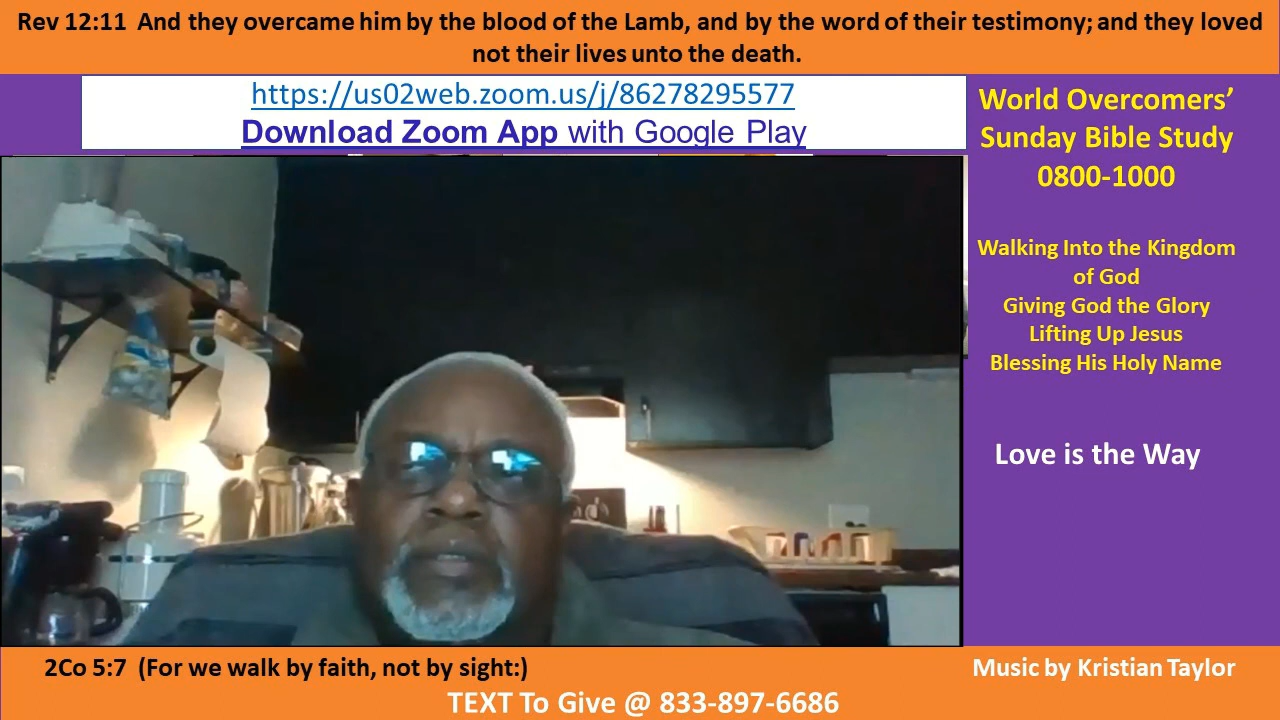 Rev 12:11 And they overcame him by the blood of the Lamb, and by the word of their testimony; and they loved
not their lives unto the death.
https://us02web.zoom.us/j/86278295577
Download Zoom App with Google Play
World Overcomers’
Sunday Bible Study
0800-1000
Walking Into the Kingdom
of God
Giving God the Glory
Lifting Up Jesus
Blessing His Holy Name
Love is the Way
2Co 5:7 (For we walk by faith, not by sight:)
Music by Kristian Taylor
TEXT To Give @ 833-897-6686